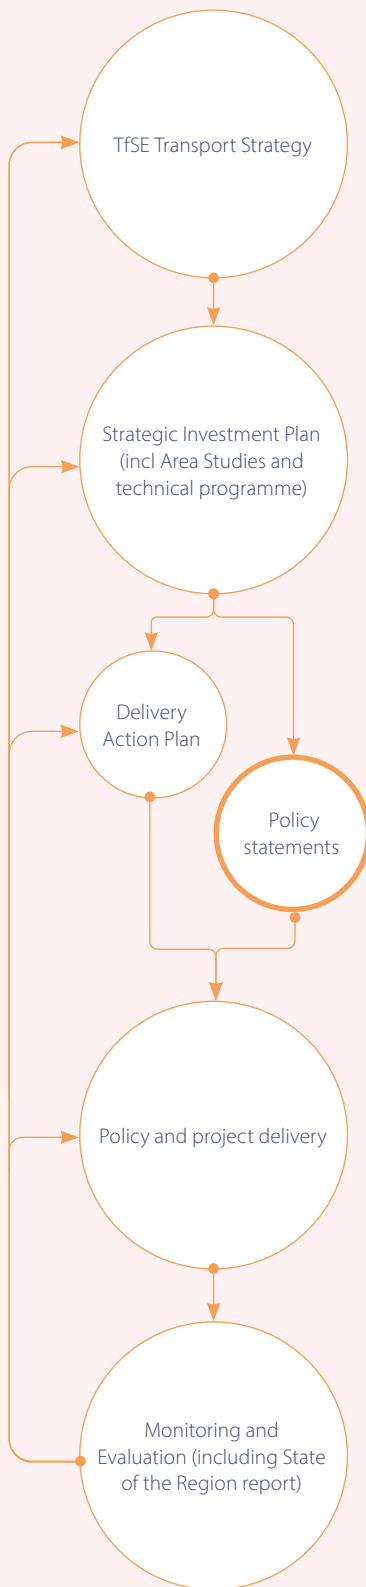 TfSE Transport Strategy
Strategic Investment Plan
(incl Area Studies and
technical programme)
Delivery
Action Plan
Policy
statements
Policy and project delivery
Monitoring and
Evaluation (including State
of the Region report)